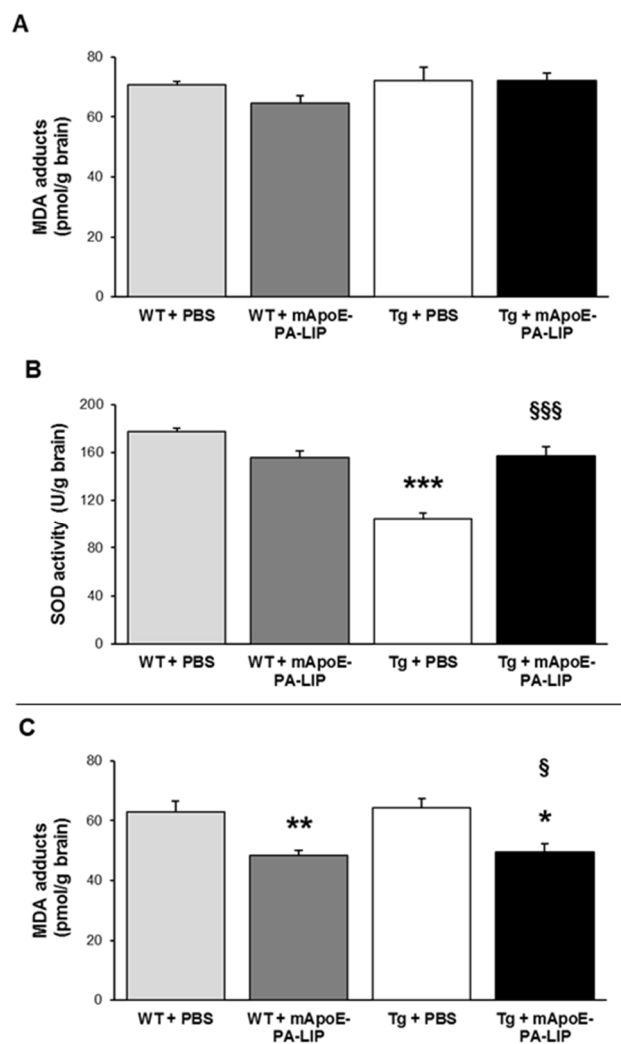 A
MDA adducts
(pmol/g brain)
80
60
40
20
0
WT + PBS
WT + mApoE-
PA-LIP
Tg + PBS
Tg + mApoE-
PA-LIP
B
SOD activity (U/g brain)
200
160
120
80
40
0
***
§§§
WT + PBS
WT + mApoE-
PA-LIP
Tg + PBS
Tg + mApoE-
PA-LIP
C
MDA adducts
(pmol/g brain)
80
60
40
20
0
**
§
*
WT + PBS
WT + mApoE-
PA-LIP
Tg + PBS
Tg + mApoE-
PA-LIP